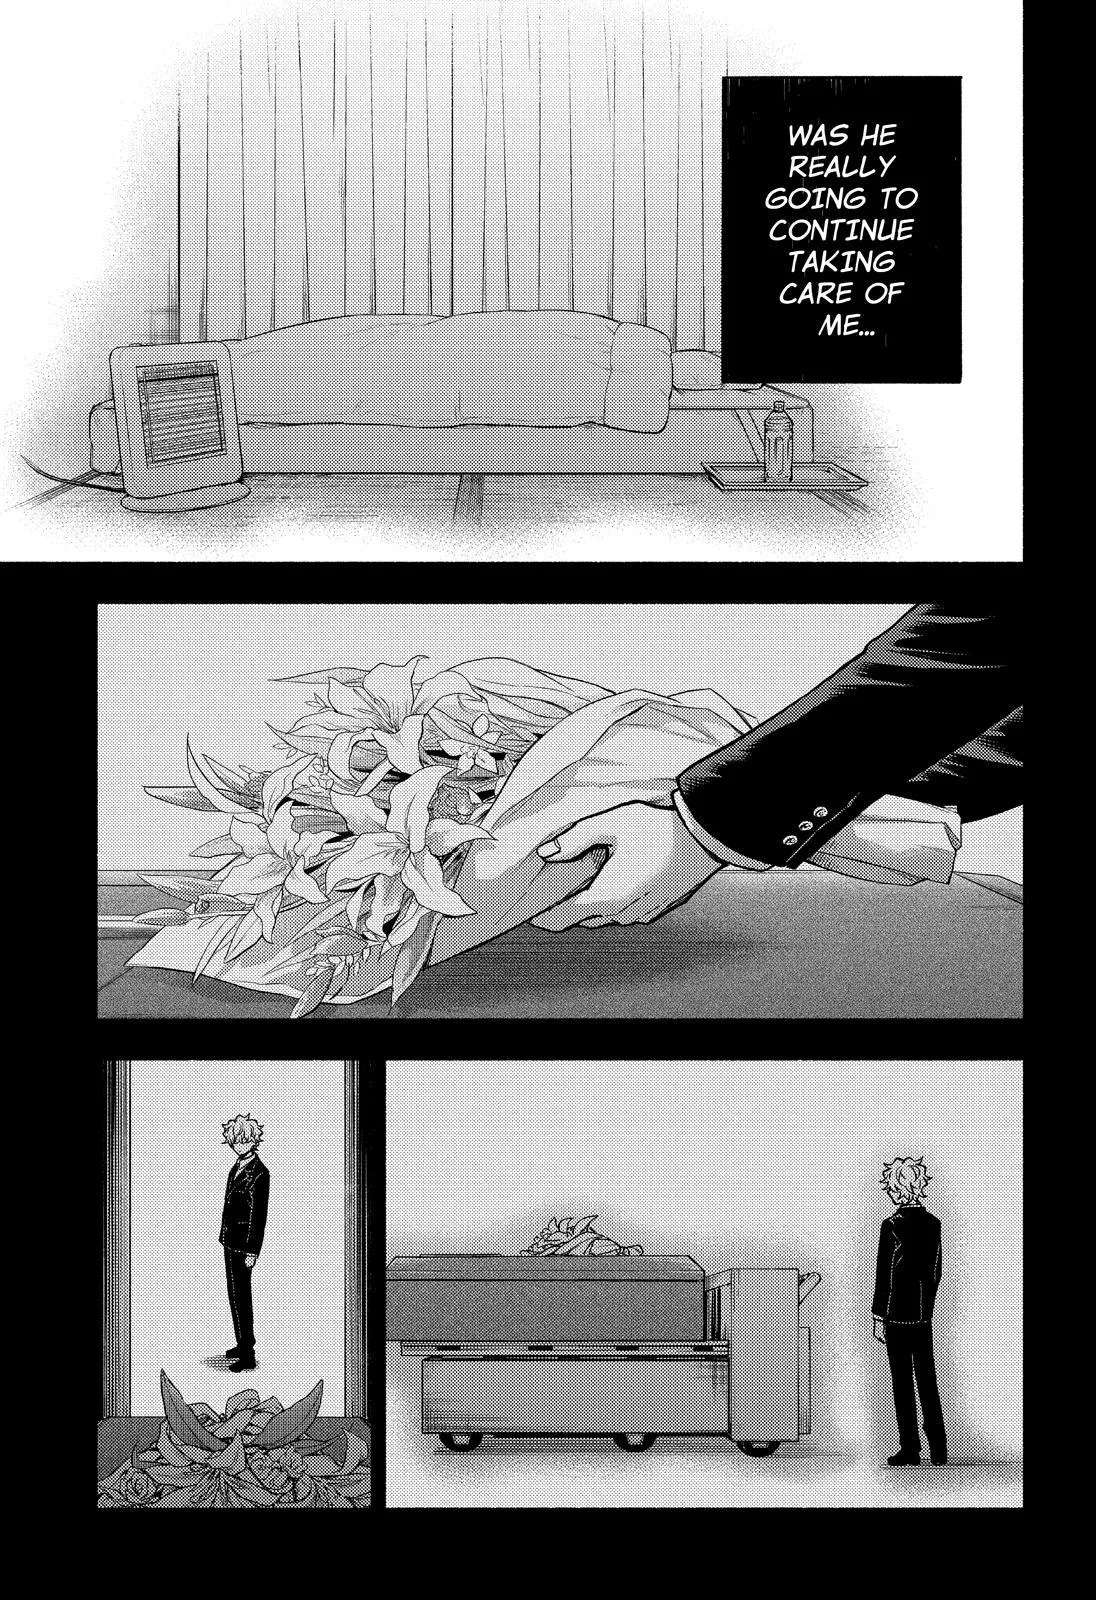 WAS HE
REALLY
GOING TO
CONTINUE
TAKING
CARE OF
ME...